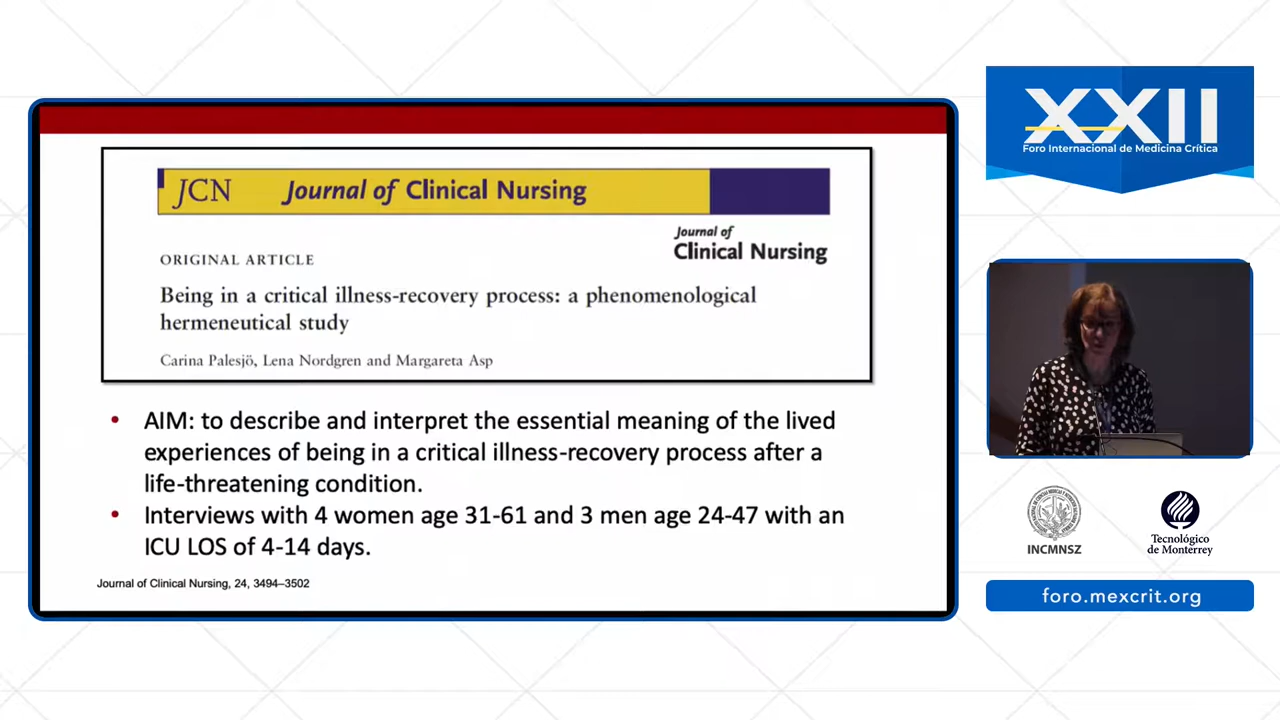 JCN Journal of Clinical Nursing
Journal of
Clinical Nursing
ORIGINAL ARTICLE
Being in a critical illness-recovery process: a phenomenological
hermeneutical study
Carina Palesjö, Lena Nordgren and Margareta Asp
• AIM: to describe and interpret the essential meaning of the lived
experiences of being in a critical illness-recovery process after a
life-threatening condition.
• Interviews with 4 women age 31-61 and 3 men age 24-47 with an
ICU LOS of 4-14 days.
Journal of Clinical Nursing, 24, 3494–3502
XXII
Foro Internacional de Medicina Crítica
INCMNSZ
Tecnológico
de Monterrey
foro.mexcrit.org